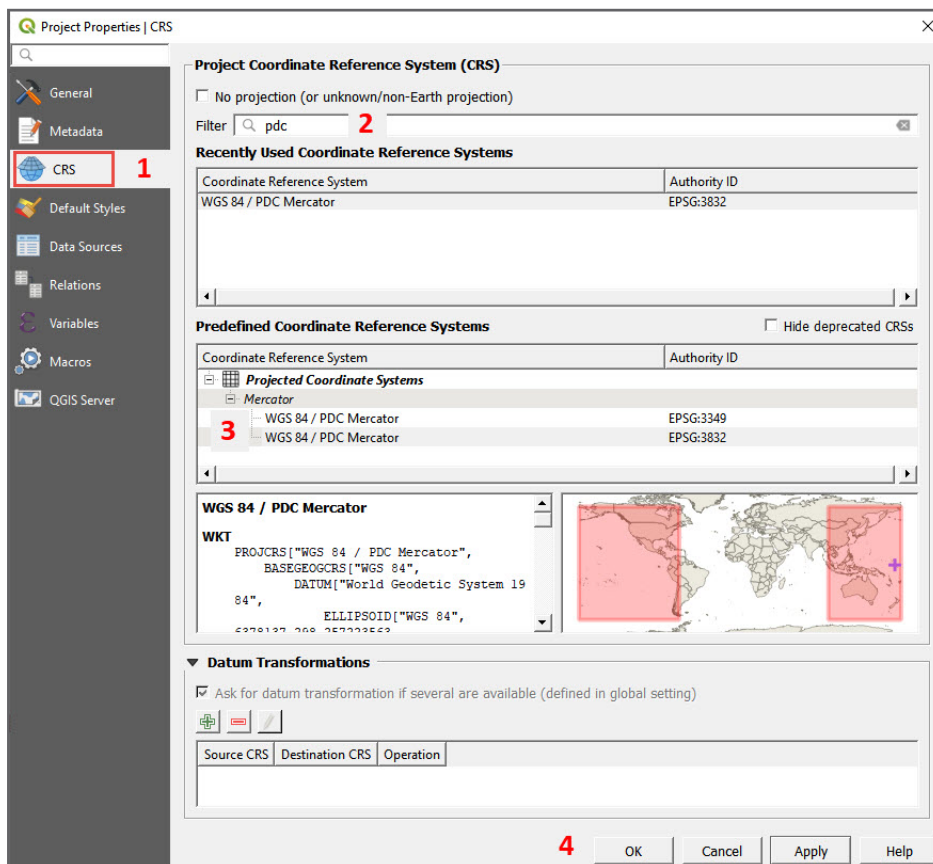 Project Properties | CRS
General
Metadata
CRS
1
Default Styles
Data Sources
Relations
Variables
Macros
QGIS Server
Project Coordinate Reference System (CRS)
No projection (or unknown/non-Earth projection)
Filter pdc 2
Recently Used Coordinate Reference Systems
Coordinate Reference System Authority ID
WGS 84 / PDC Mercator EPSG:3832
Predefined Coordinate Reference Systems Hide deprecated CRSs
Coordinate Reference System Authority ID
Projected Coordinate Systems
Mercator
WGS 84 / PDC Mercator EPSG:3349
3
WGS 84 / PDC Mercator EPSG:3832
WGS 84 / PDC Mercator
WKT
PROJCRS["WGS 84 / PDC Mercator",
BASEGEOGCRS["WGS 84",
DATUM["World Geodetic System 19
84",
ELLIPSOID["WGS 84",
6378137,298.257223563
Datum Transformations
Ask for datum transformation if several are available (defined in global setting)
Source CRS Destination CRS Operation
4 OK Cancel Apply Help